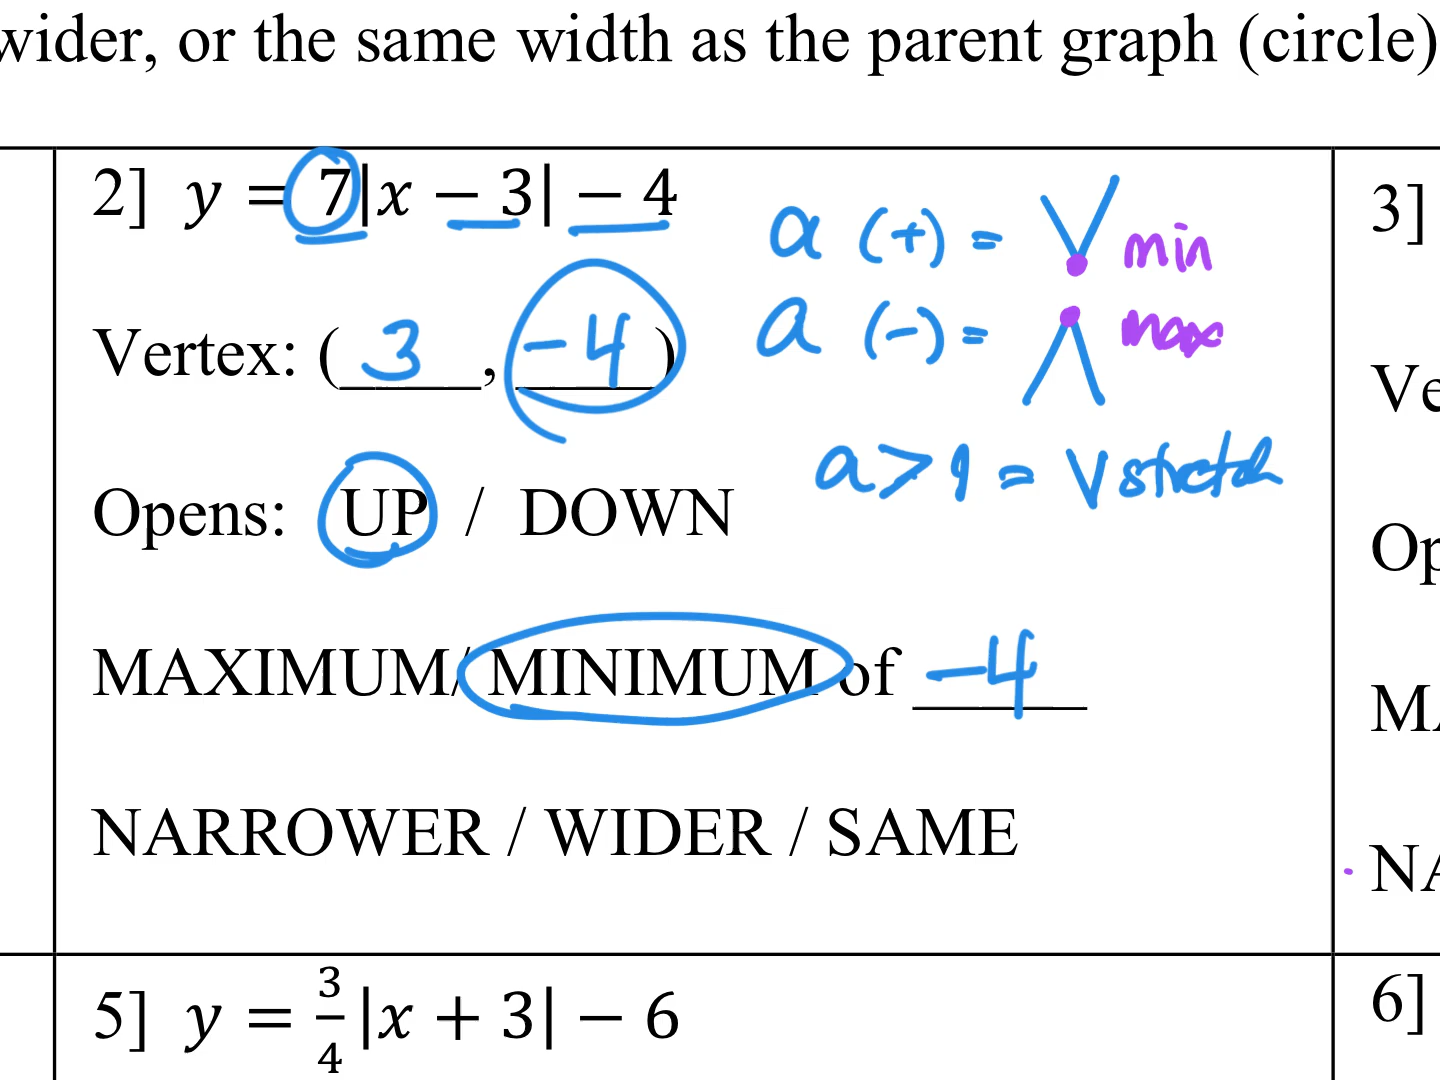 wider, or the same width as the parent graph (circle)
2] y = 7|x − 3| − 4
a (+) = V min
a (-) = Λ max
Vertex: (3, -4)
a > 1 = V stretch
Opens: UP / DOWN
MAXIMUM/ MINIMUM of -4
NARROWER / WIDER / SAME
5] y = 3/4 |x + 3| − 6
3]
Ve
Op
MA
NA
6]